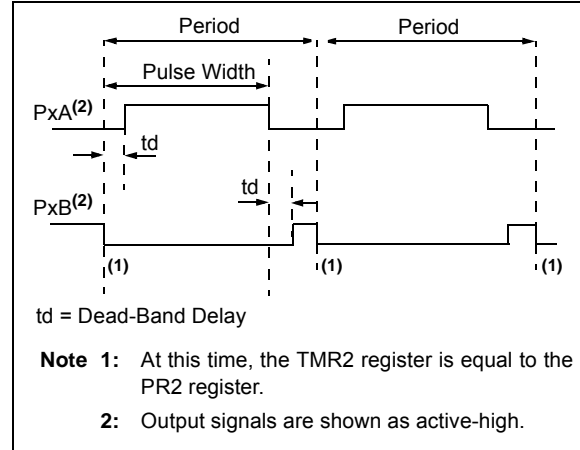 Period Period
Pulse Width
PxA(2)
td
td
PxB(2)
(1) (1) (1)
td = Dead-Band Delay
Note 1: At this time, the TMR2 register is equal to the
PR2 register.
2: Output signals are shown as active-high.